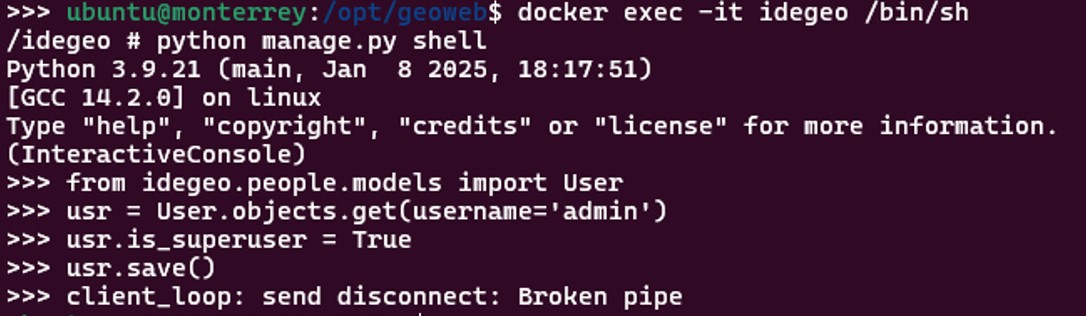 >>> ubuntu@monterrey:/opt/geoweb$ docker exec -it idegeo /bin/sh
/idegeo # python manage.py shell
Python 3.9.21 (main, Jan  8 2025, 18:17:51)
[GCC 14.2.0] on linux
Type "help", "copyright", "credits" or "license" for more information.
(InteractiveConsole)
>>> from idegeo.people.models import User
>>> usr = User.objects.get(username='admin')
>>> usr.is_superuser = True
>>> usr.save()
>>> client_loop: send disconnect: Broken pipe